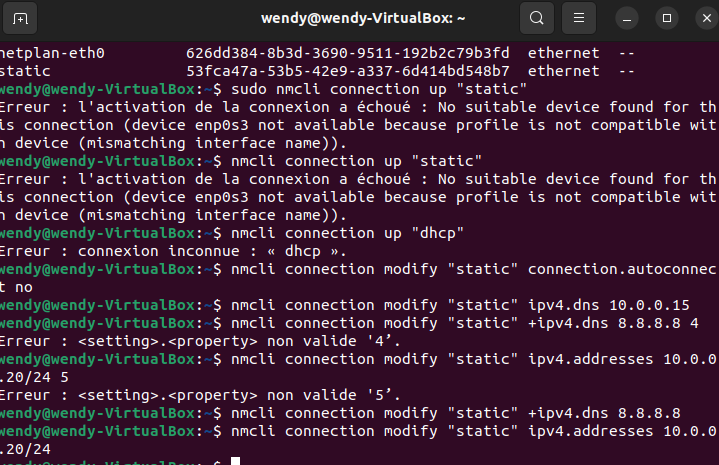 wendy@wendy-VirtualBox: ~
netplan-eth0 626dd384-8b3d-3690-9511-192b2c79b3fd ethernet --
static 53fca47a-53b5-42e9-a337-6d414bd548b7 ethernet --
wendy@wendy-VirtualBox:~$ sudo nmcli connection up "static"
Erreur : l'activation de la connexion a échoué : No suitable device found for th
is connection (device enp0s3 not available because profile is not compatible wit
h device (mismatching interface name)).
wendy@wendy-VirtualBox:~$ nmcli connection up "static"
Erreur : l'activation de la connexion a échoué : No suitable device found for th
is connection (device enp0s3 not available because profile is not compatible wit
h device (mismatching interface name)).
wendy@wendy-VirtualBox:~$ nmcli connection up "dhcp"
Erreur : connexion inconnue : « dhcp ».
wendy@wendy-VirtualBox:~$ nmcli connection modify "static" connection.autoconnec
t no
wendy@wendy-VirtualBox:~$ nmcli connection modify "static" ipv4.dns 10.0.0.15
wendy@wendy-VirtualBox:~$ nmcli connection modify "static" +ipv4.dns 8.8.8.8 4
Erreur : <setting>.<property> non valide '4’.
wendy@wendy-VirtualBox:~$ nmcli connection modify "static" ipv4.addresses 10.0.0
.20/24 5
Erreur : <setting>.<property> non valide '5’.
wendy@wendy-VirtualBox:~$ nmcli connection modify "static" +ipv4.dns 8.8.8.8
wendy@wendy-VirtualBox:~$ nmcli connection modify "static" ipv4.addresses 10.0.0
.20/24
wendy@wendy-VirtualBox:~$